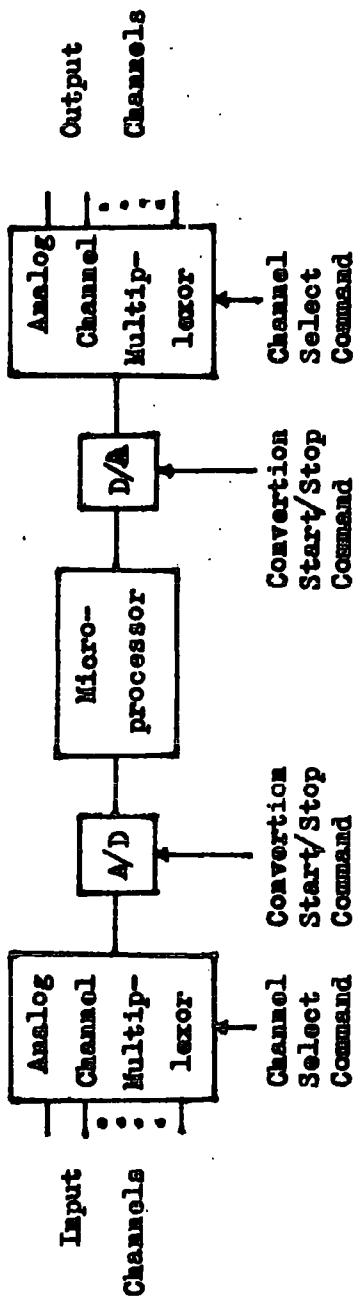 Input
Channels
Analog
Channel
Multip-
lexor
Channel
Select
Command
A/D
Convertion
Start/Stop
Command
Micro-
processor
D/A
Convertion
Start/Stop
Command
Analog
Channel
Multip-
lexor
Channel
Select
Command
Output
Channels